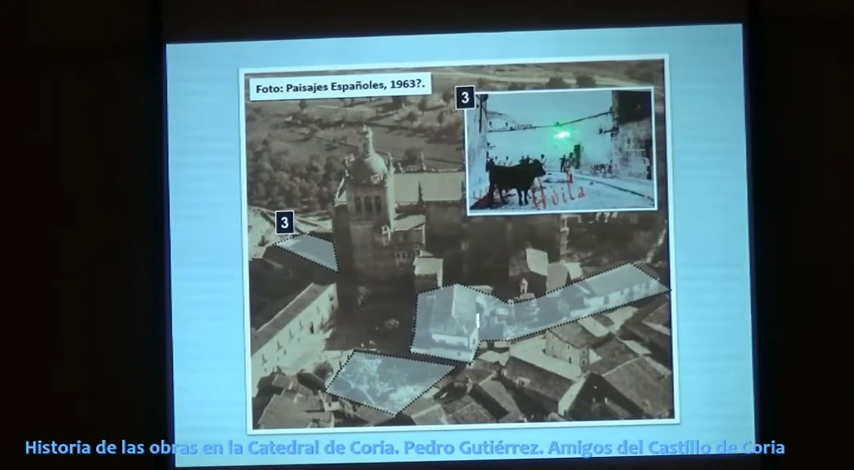 Foto: Paisajes Españoles, 1963?.
3
3
Historia de las obras en la Catedral de Coria. Pedro Gutiérrez. Amigos del Castillo de Coria